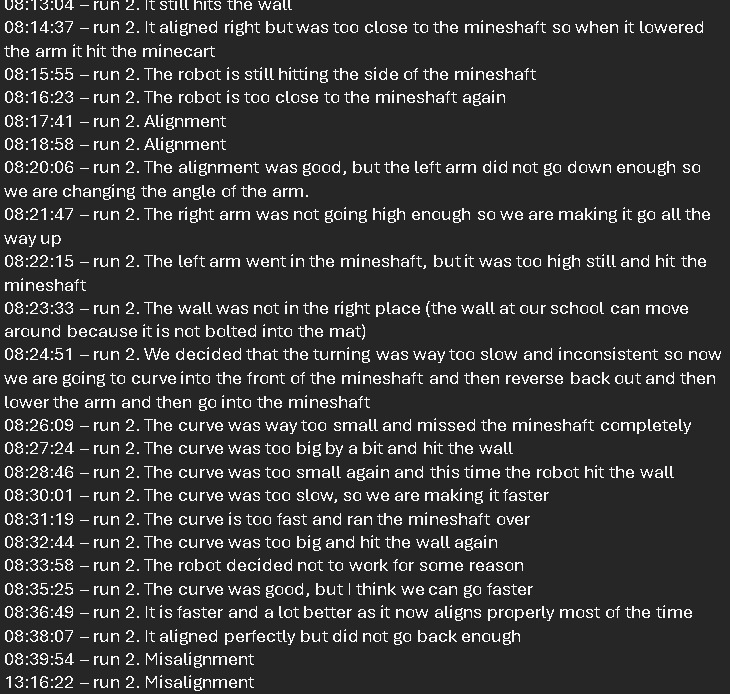 08:13:04 – run 2. It still hits the wall
08:14:37 – run 2. It aligned right but was too close to the mineshaft so when it lowered
the arm it hit the minecart
08:15:55 – run 2. The robot is still hitting the side of the mineshaft
08:16:23 – run 2. The robot is too close to the mineshaft again
08:17:41 – run 2. Alignment
08:18:58 – run 2. Alignment
08:20:06 – run 2. The alignment was good, but the left arm did not go down enough so
we are changing the angle of the arm.
08:21:47 – run 2. The right arm was not going high enough so we are making it go all the
way up
08:22:15 – run 2. The left arm went in the mineshaft, but it was too high still and hit the
mineshaft
08:23:33 – run 2. The wall was not in the right place (the wall at our school can move
around because it is not bolted into the mat)
08:24:51 – run 2. We decided that the turning was way too slow and inconsistent so now
we are going to curve into the front of the mineshaft and then reverse back out and then
lower the arm and then go into the mineshaft
08:26:09 – run 2. The curve was way too small and missed the mineshaft completely
08:27:24 – run 2. The curve was too big by a bit and hit the wall
08:28:46 – run 2. The curve was too small again and this time the robot hit the wall
08:30:01 – run 2. The curve was too slow, so we are making it faster
08:31:19 – run 2. The curve is too fast and ran the mineshaft over
08:32:44 – run 2. The curve was too big and hit the wall again
08:33:58 – run 2. The robot decided not to work for some reason
08:35:25 – run 2. The curve was good, but I think we can go faster
08:36:49 – run 2. It is faster and a lot better as it now aligns properly most of the time
08:38:07 – run 2. It aligned perfectly but did not go back enough
08:39:54 – run 2. Misalignment
13:16:22 – run 2. Misalignment